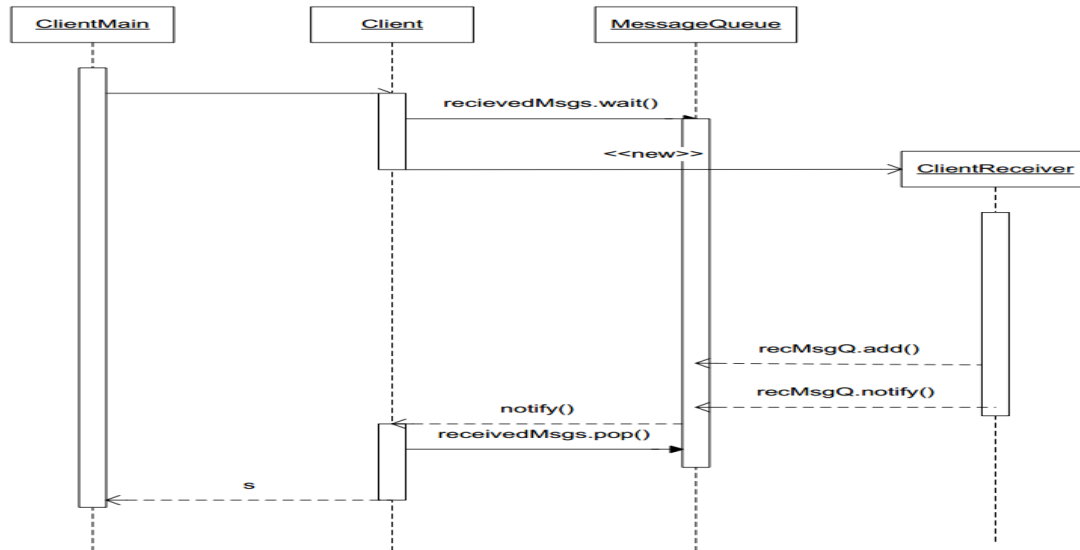 ClientMain
Client
MessageQueue
recievedMsgs.wait()
<<new>>
ClientReceiver
recMsgQ.add()
recMsgQ.notify()
notify()
receivedMsgs.pop()
s